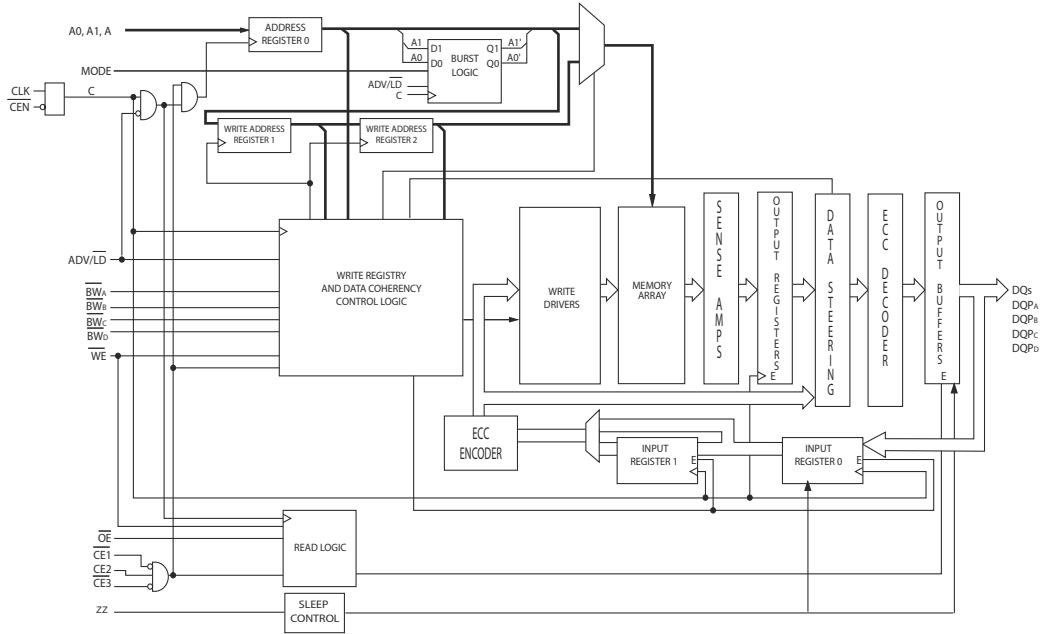 A0, A1, A
ADDRESS
REGISTER 0
A1
A0
D1
D0
BURST
LOGIC
Q1
Q0
A1'
A0'
MODE
ADV/LD
C
CLK
CEN
C
WRITE ADDRESS
REGISTER 1
WRITE ADDRESS
REGISTER 2
ADV/LD
BWA
BWB
BWC
BWD
WE
WRITE REGISTRY
AND DATA COHERENCY
CONTROL LOGIC
WRITE
DRIVERS
MEMORY
ARRAY
SENSE AMPS
OUTPUT REGISTERS
E
DATA STEERING
ECC DECODER
OUTPUT BUFFERS
E
DQs
DQPA
DQPB
DQPC
DQPD
ECC
ENCODER
INPUT
REGISTER 1
E
INPUT
REGISTER 0
E
OE
CE1
CE2
CE3
READ LOGIC
ZZ
SLEEP
CONTROL